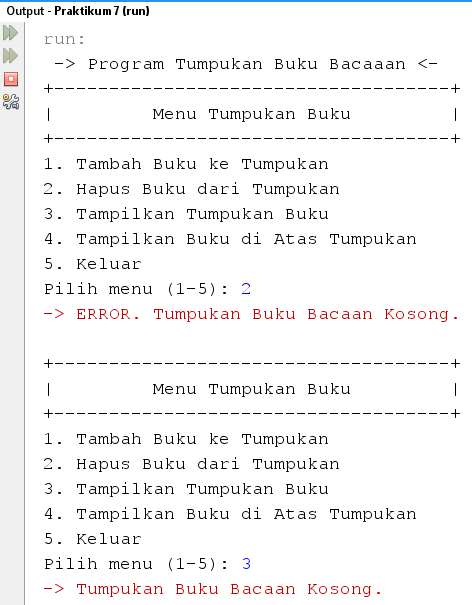 Output - Praktikum 7 (run)
run:
-> Program Tumpukan Buku Bacaaan <-
+------------------------------------+
|         Menu Tumpukan Buku         |
+------------------------------------+
1. Tambah Buku ke Tumpukan
2. Hapus Buku dari Tumpukan
3. Tampilkan Tumpukan Buku
4. Tampilkan Buku di Atas Tumpukan
5. Keluar
Pilih menu (1-5): 2
-> ERROR. Tumpukan Buku Bacaan Kosong.
+------------------------------------+
|         Menu Tumpukan Buku         |
+------------------------------------+
1. Tambah Buku ke Tumpukan
2. Hapus Buku dari Tumpukan
3. Tampilkan Tumpukan Buku
4. Tampilkan Buku di Atas Tumpukan
5. Keluar
Pilih menu (1-5): 3
-> Tumpukan Buku Bacaan Kosong.